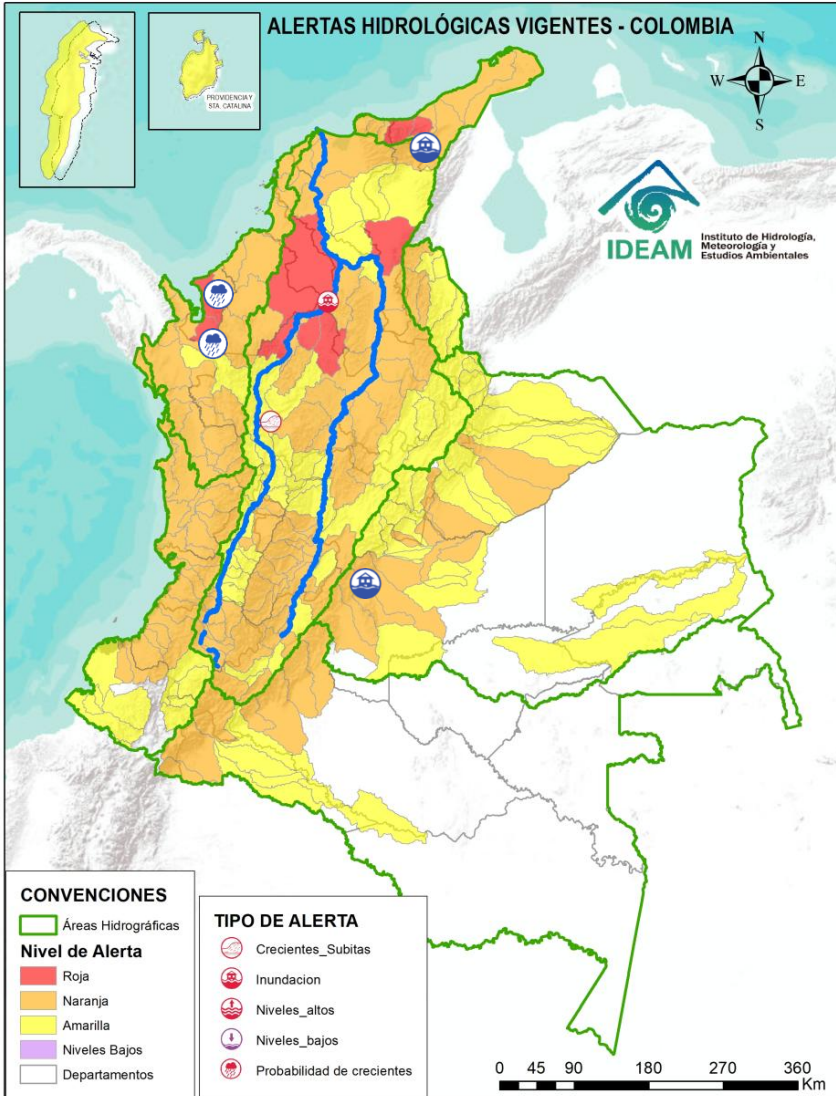 ALERTAS HIDROLÓGICAS VIGENTES - COLOMBIA
PROVIDENCIA Y
STA. CATALINA
N
W
E
S
IDEAM
Instituto de Hidrología,
Meteorología y
Estudios Ambientales
CONVENCIONES
Áreas Hidrográficas
Nivel de Alerta
Roja
Naranja
Amarilla
Niveles Bajos
Departamentos
TIPO DE ALERTA
Crecientes_Subitas
Inundacion
Niveles_altos
Niveles_bajos
Probabilidad de crecientes
0 45 90 180 270 360
Km